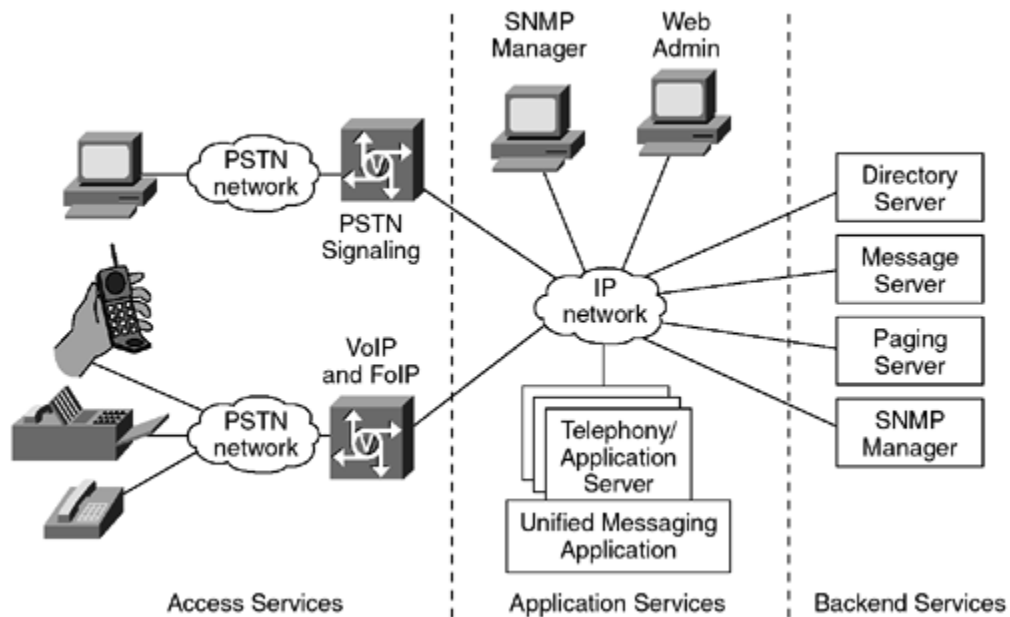 SNMP
Manager
Web
Admin
PSTN
network
V
PSTN
Signaling
Directory
Server
Message
Server
IP
network
Paging
Server
VoIP
and FoIP
PSTN
network
V
SNMP
Manager
Telephony/
Application
Server
Unified Messaging
Application
Access Services
Application Services
Backend Services